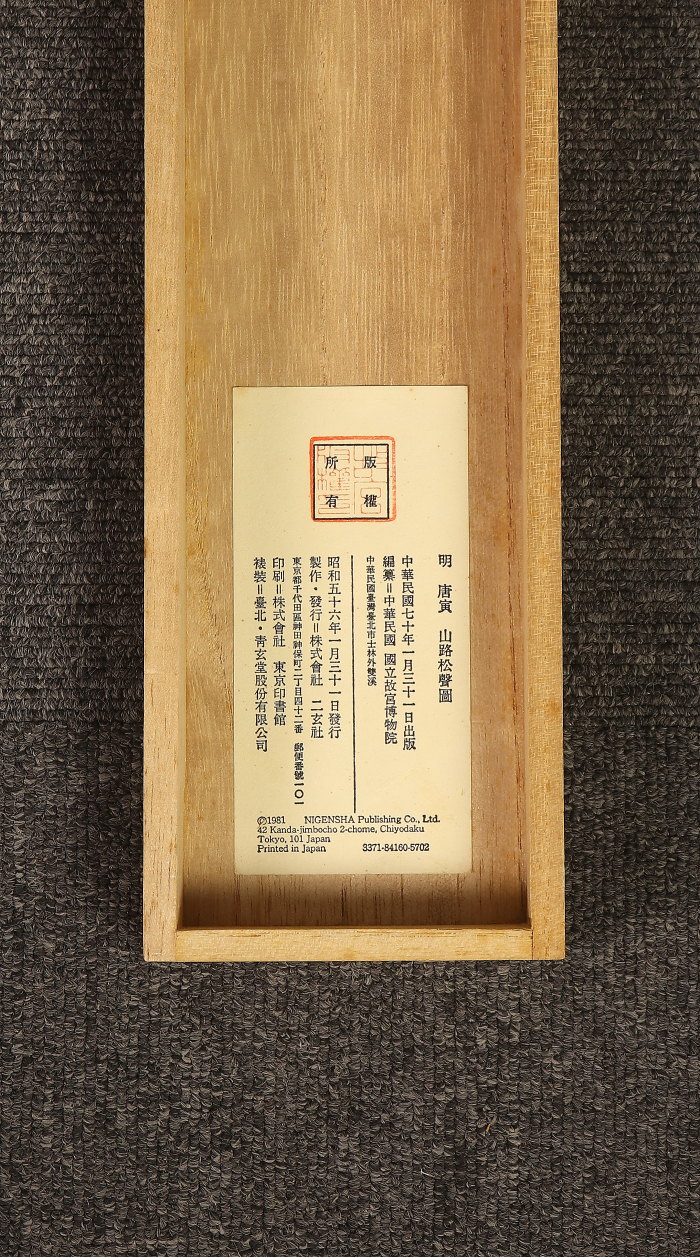 版權
所有
明 唐寅 山路松聲圖
中華民國七十年一月三十一日出版
編纂＝中華民國 國立故宮博物院
中華民國臺灣臺北市士林外雙溪
昭和五十六年一月三十一日發行
製作・發行＝株式會社 二玄社
東京都千代田區神田神保町二丁目四十二番 郵便番號一〇一
印刷＝株式會社 東京印書館
裱裝＝臺北・青玄堂股份有限公司
©1981 NIGENSHA Publishing Co., Ltd.
42 Kanda-jimbocho 2-chome, Chiyodaku
Tokyo, 101 Japan
Printed in Japan 3371-84160-5702